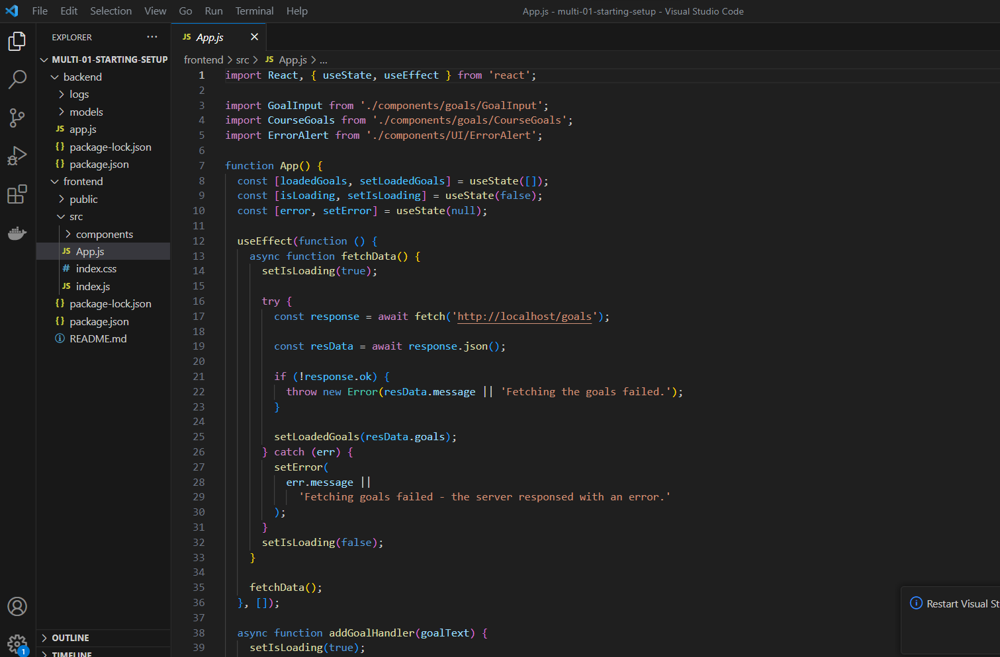 File Edit Selection View Go Run Terminal Help
App.js - multi-01-starting-setup - Visual Studio Code
EXPLORER ...
MULTI-01-STARTING-SETUP
backend
logs
models
JS app.js
{} package-lock.json
{} package.json
frontend
public
src
components
JS App.js
# index.css
JS index.js
{} package-lock.json
{} package.json
README.md
OUTLINE
TIMELINE
1
JS App.js
frontend > src > JS App.js > ...
1 import React, { useState, useEffect } from 'react';
2
3 import GoalInput from './components/goals/GoalInput';
4 import CourseGoals from './components/goals/CourseGoals';
5 import ErrorAlert from './components/UI/ErrorAlert';
6
7 function App() {
8 const [loadedGoals, setLoadedGoals] = useState([]);
9 const [isLoading, setIsLoading] = useState(false);
10 const [error, setError] = useState(null);
11
12 useEffect(function () {
13 async function fetchData() {
14 setIsLoading(true);
15
16 try {
17 const response = await fetch('http://localhost/goals');
18
19 const resData = await response.json();
20
21 if (!response.ok) {
22 throw new Error(resData.message || 'Fetching the goals failed.');
23 }
24
25 setLoadedGoals(resData.goals);
26 } catch (err) {
27 setError(
28 err.message ||
29 'Fetching goals failed - the server responsed with an error.'
30 );
31 }
32 setIsLoading(false);
33 }
34
35 fetchData();
36 }, []);
37
38 async function addGoalHandler(goalText) {
39 setIsLoading(true);
Restart Visual St